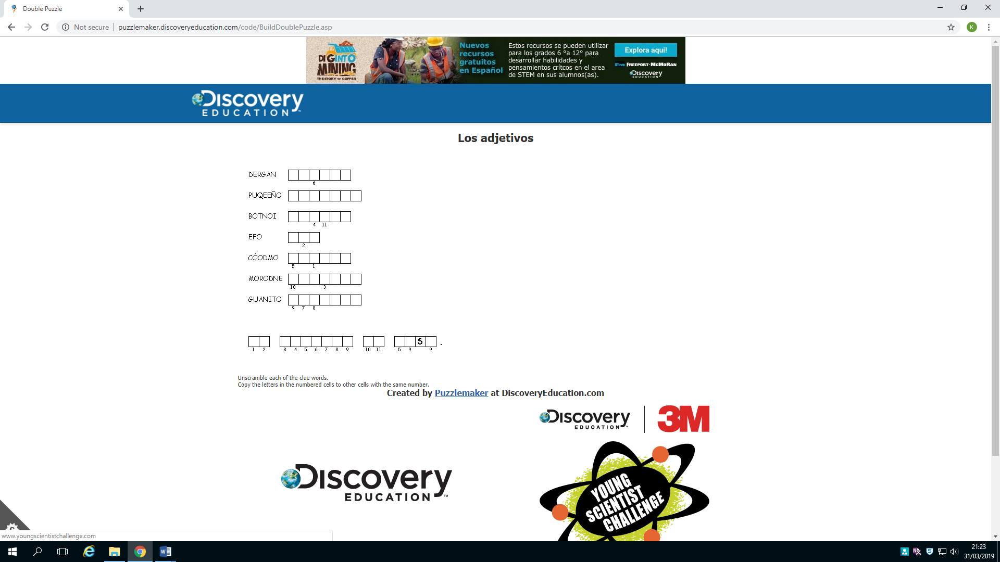 Double Puzzle
Not secure
puzzlemaker.discoveryeducation.com/code/BuildDoublePuzzle.asp
K
DIG INTO
MINING
THE STORY OF COPPER
Nuevos
recursos
gratuitos
en Español
Estos recursos se pueden utilizar
para los grados 6 °a 12° para
desarrollar habilidades y
pensamientos crítcos en el area
de STEM en sus alumnos(as).
Explora aqui!
FREEPORT-McMoRAN
Discovery
EDUCATION
Discovery
EDUCATION™
Los adjetivos
DERGAN
6
PUQEEÑO
BOTNOI
4 11
EFO
2
CÓODMO
5 1
MORODNE
10 3
GUANITO
9 7 8
S .
1 2 3 4 5 6 7 8 9 10 11 5 9 9
Unscramble each of the clue words.
Copy the letters in the numbered cells to other cells with the same number.
Created by Puzzlemaker at DiscoveryEducation.com
Discovery
EDUCATION™
3M
Discovery
EDUCATION™
YOUNG
SCIENTIST
CHALLENGE
www.youngscientistchallenge.com
21:23
31/03/2019